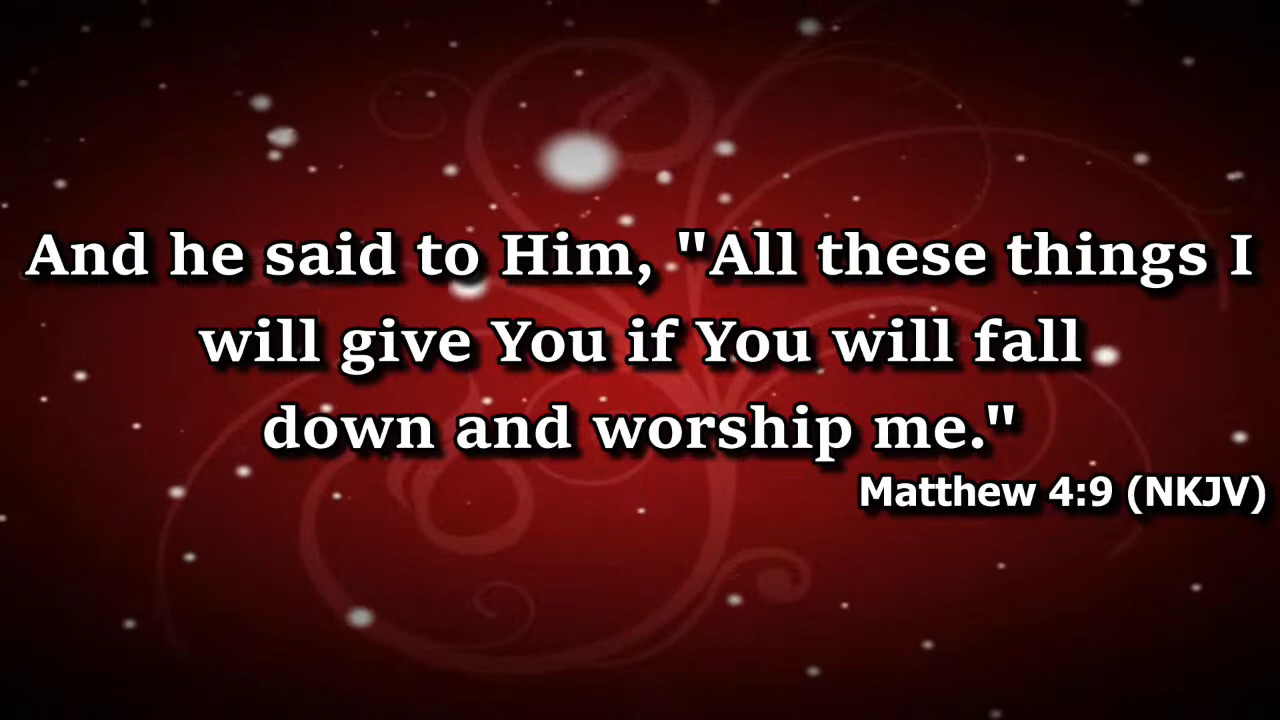 And he said to Him, "All these things I
will give You if You will fall
down and worship me."
Matthew 4:9 (NKJV)